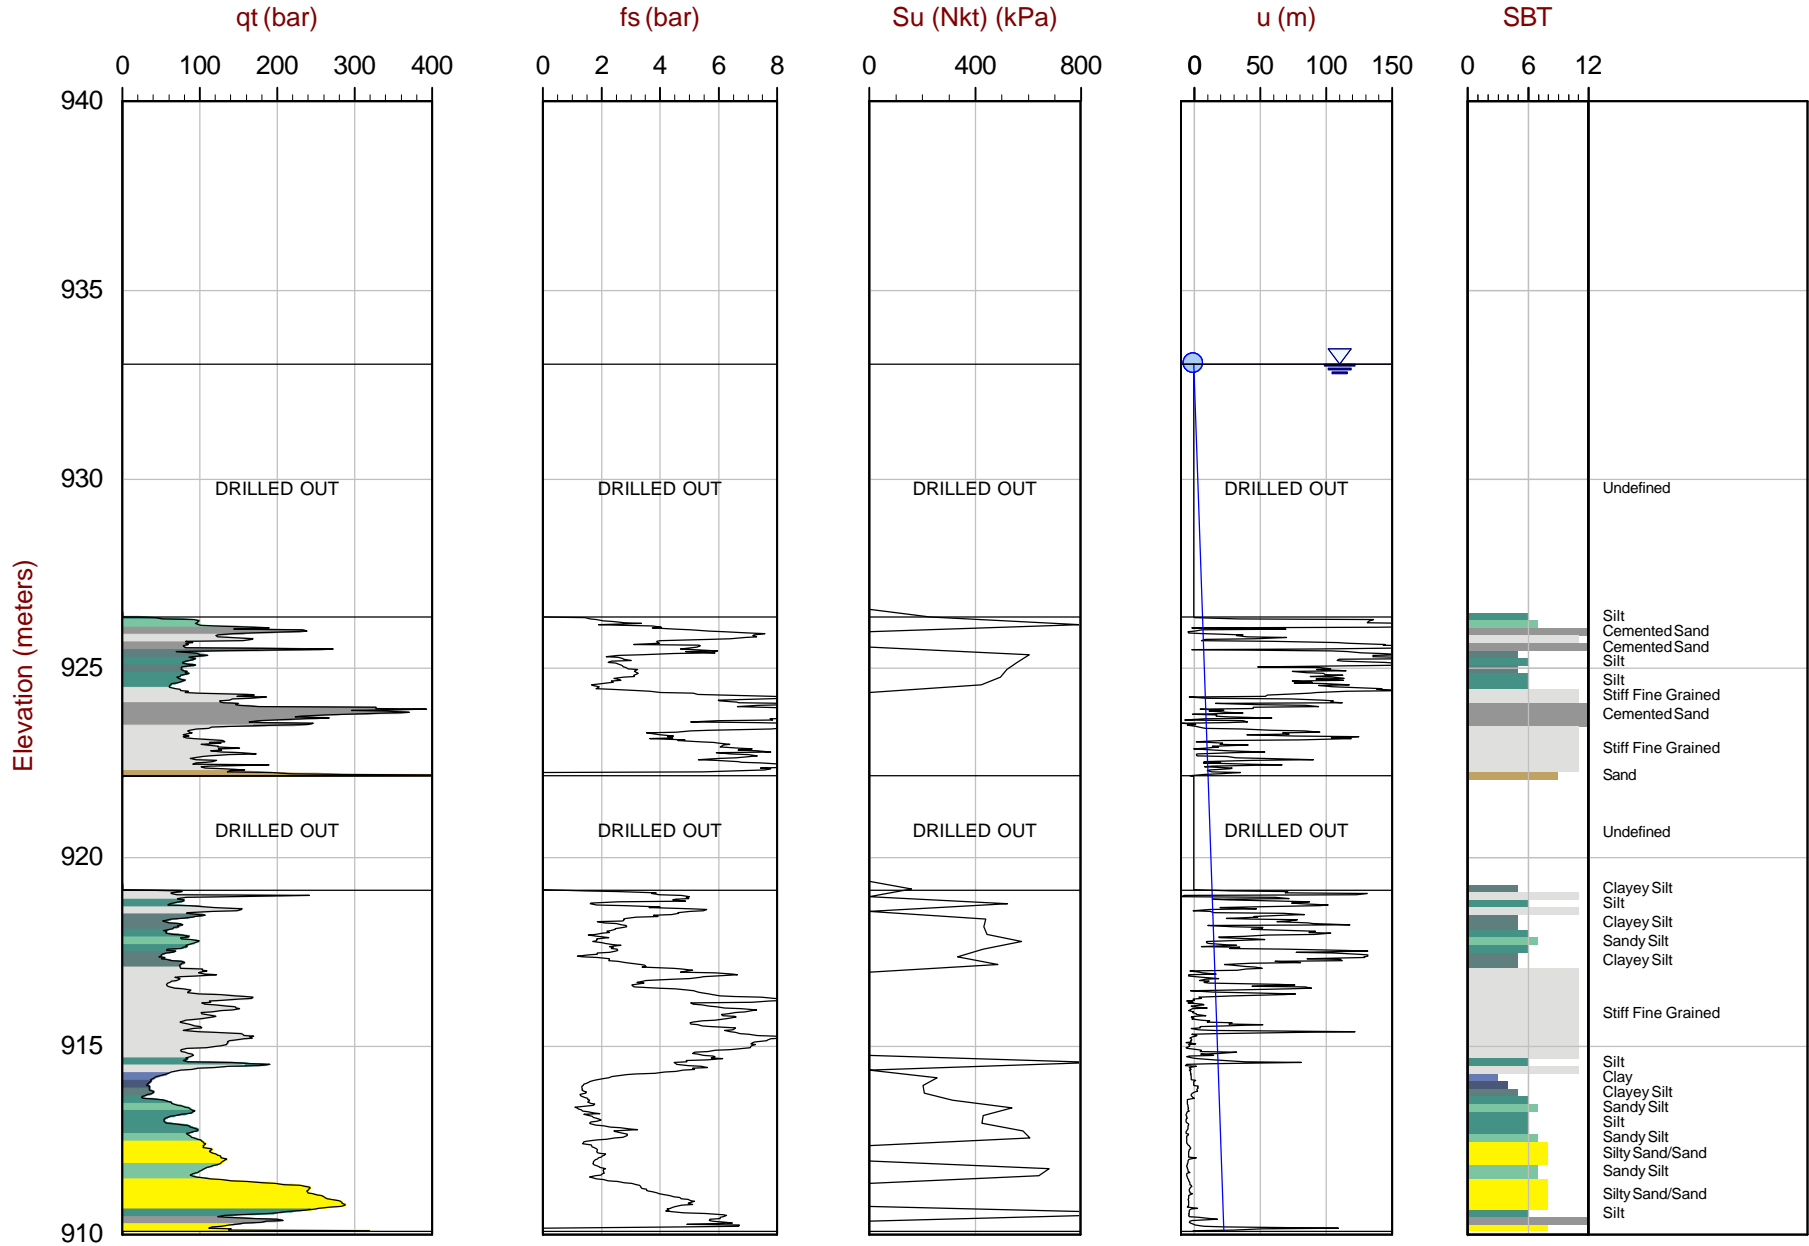 qt (bar) fs (bar) Su (Nkt) (kPa) u (m) SBT
0 100 200 300 400 0 2 4 6 8 0 400 800 0 50 100 150 0 6 12
940
935
930
925
920
915
910
Elevation (meters)
DRILLED OUT DRILLED OUT DRILLED OUT DRILLED OUT Undefined
Silt
Cemented Sand
Cemented Sand
Silt
Silt
Stiff Fine Grained
Cemented Sand
Stiff Fine Grained
Sand
DRILLED OUT DRILLED OUT DRILLED OUT DRILLED OUT Undefined
Clayey Silt
Silt
Clayey Silt
Sandy Silt
Clayey Silt
Stiff Fine Grained
Silt
Clay
Clayey Silt
Sandy Silt
Silt
Sandy Silt
Silty Sand/Sand
Sandy Silt
Silty Sand/Sand
Silt